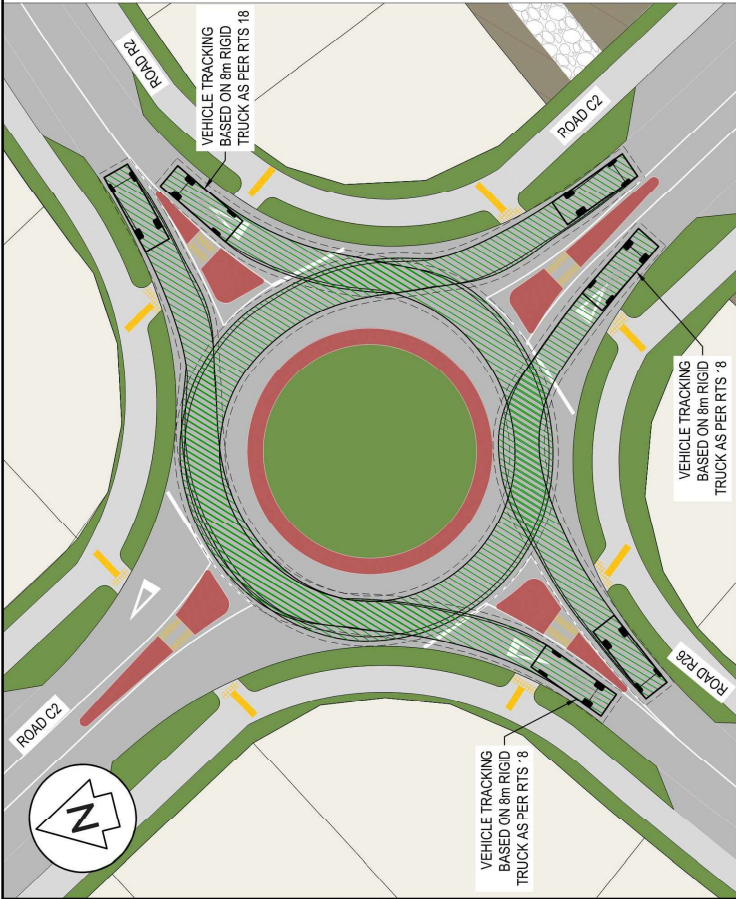 ROAD R2
VEHICLE TRACKING
BASED ON 8m RIGID
TRUCK AS PER RTS 18
ROAD C2
VEHICLE TRACKING
BASED ON 8m RIGID
TRUCK AS PER RTS 18
ROAD R26
ROAD C2
N
VEHICLE TRACKING
BASED ON 8m RIGID
TRUCK AS PER RTS 18